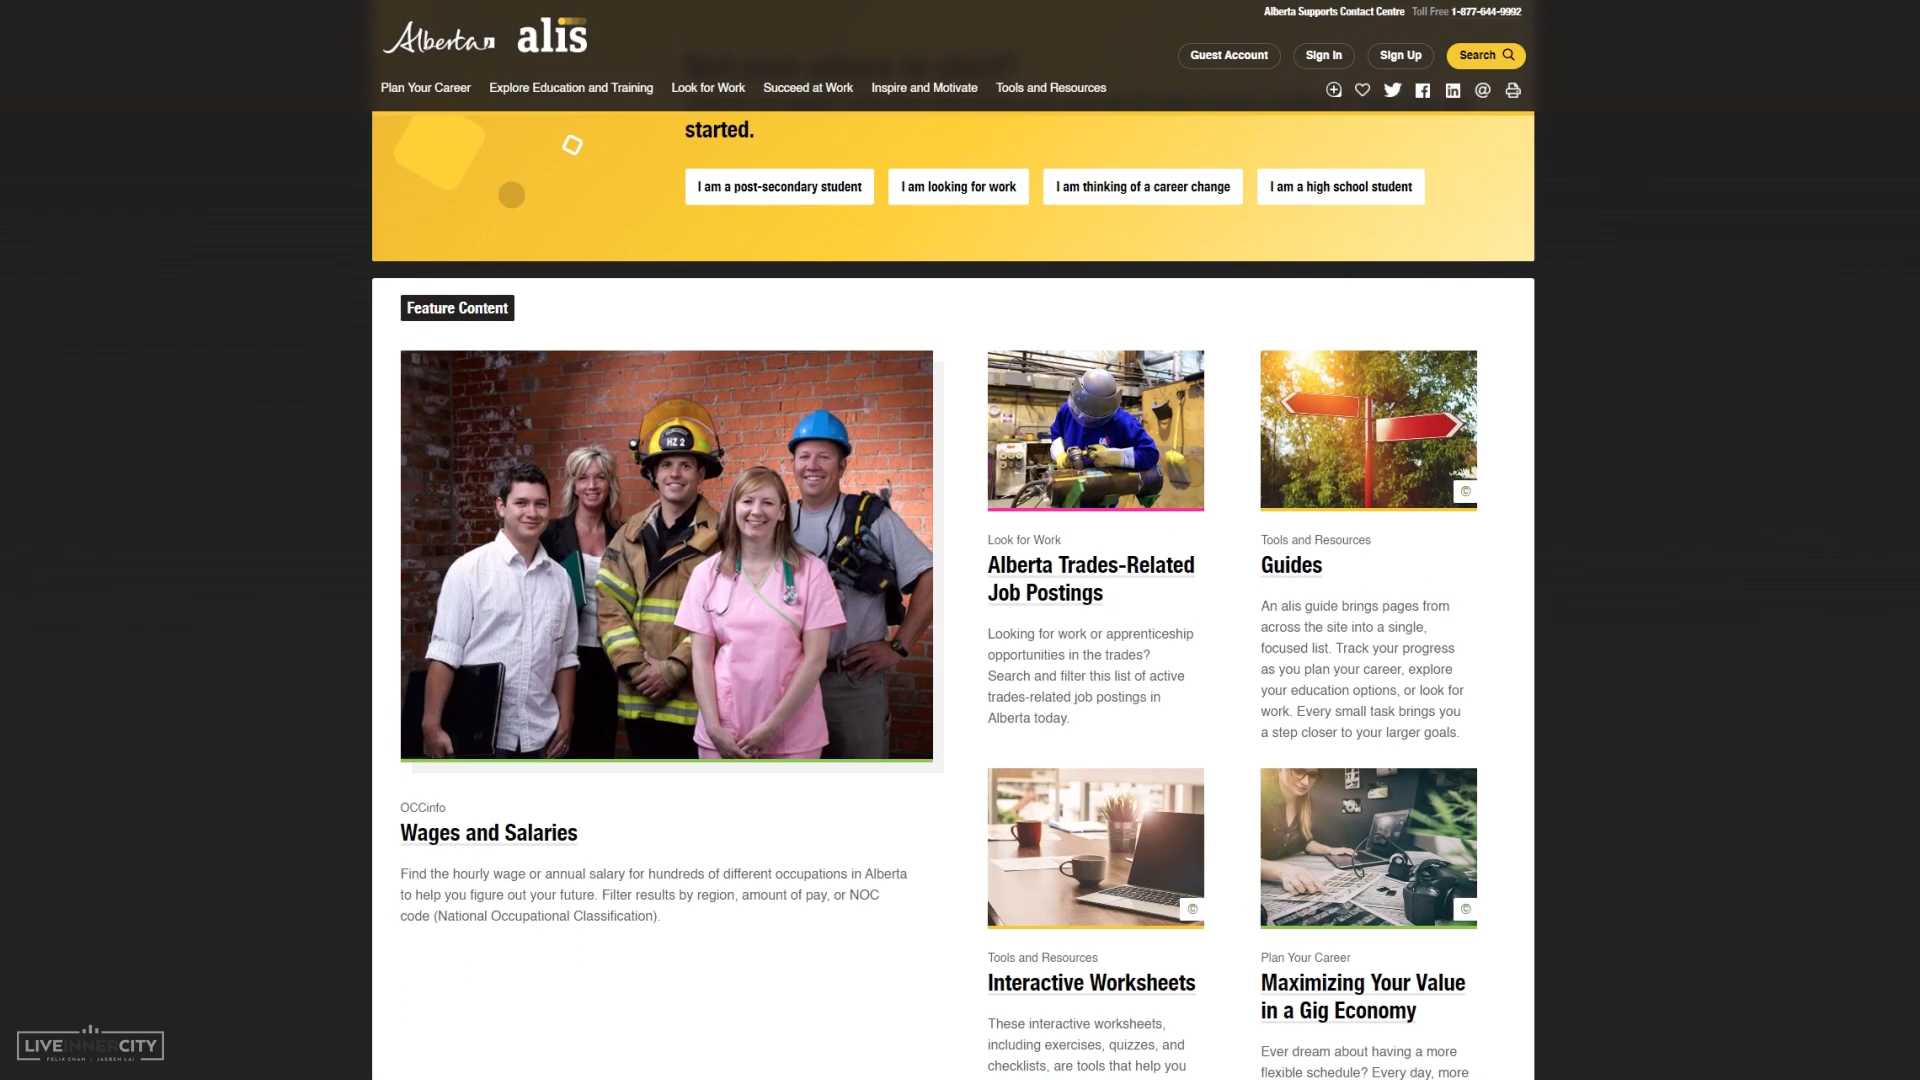 Alberta Supports Contact Centre Toll Free 1-877-644-9992
Alberta alis
Guest Account Sign In Sign Up Search
Plan Your Career Explore Education and Training Look for Work Succeed at Work Inspire and Motivate Tools and Resources
started.
I am a post-secondary student I am looking for work I am thinking of a career change I am a high school student
Feature Content
HZ 2
OCCinfo
Wages and Salaries
Find the hourly wage or annual salary for hundreds of different occupations in Alberta
to help you figure out your future. Filter results by region, amount of pay, or NOC
code (National Occupational Classification).
Look for Work
Alberta Trades-Related
Job Postings
Looking for work or apprenticeship
opportunities in the trades?
Search and filter this list of active
trades-related job postings in
Alberta today.
©
Tools and Resources
Guides
An alis guide brings pages from
across the site into a single,
focused list. Track your progress
as you plan your career, explore
your education options, or look for
work. Every small task brings you
a step closer to your larger goals.
©
Tools and Resources
Interactive Worksheets
These interactive worksheets,
including exercises, quizzes, and
checklists, are tools that help you
©
Plan Your Career
Maximizing Your Value
in a Gig Economy
Ever dream about having a more
flexible schedule? Every day, more
LIVEINNERCITY
FELIX CHAN | JASREN LAI